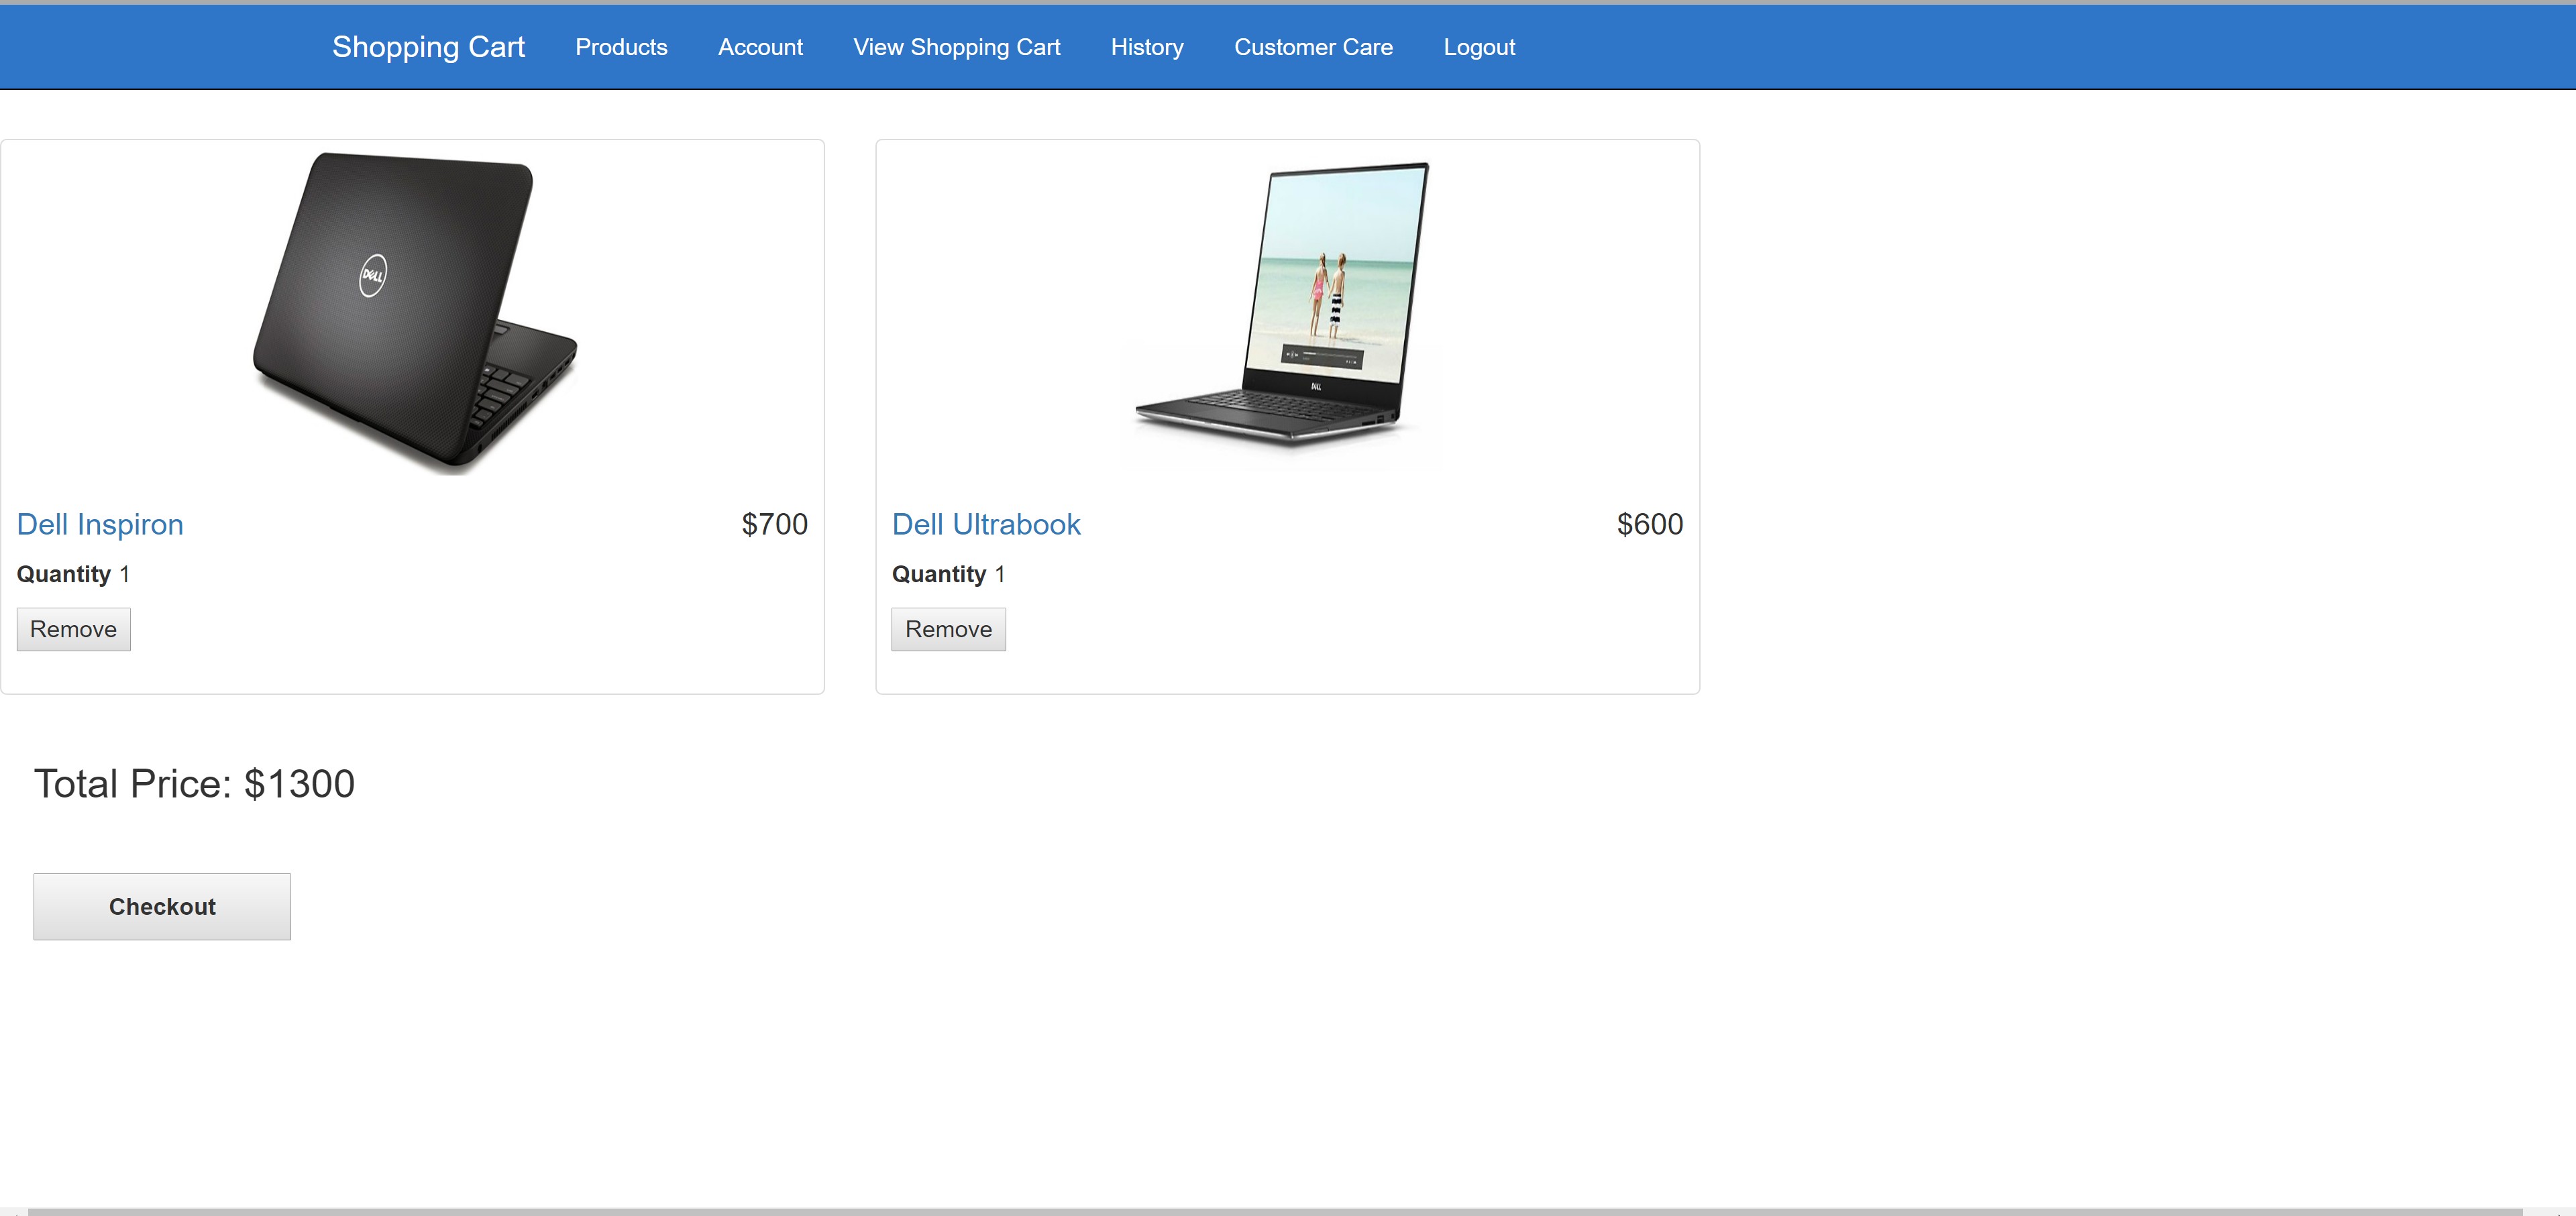 Shopping Cart Products Account View Shopping Cart History Customer Care Logout
DELL
DELL
Dell Inspiron $700
Quantity 1
Remove
Dell Ultrabook $600
Quantity 1
Remove
Total Price: $1300
Checkout